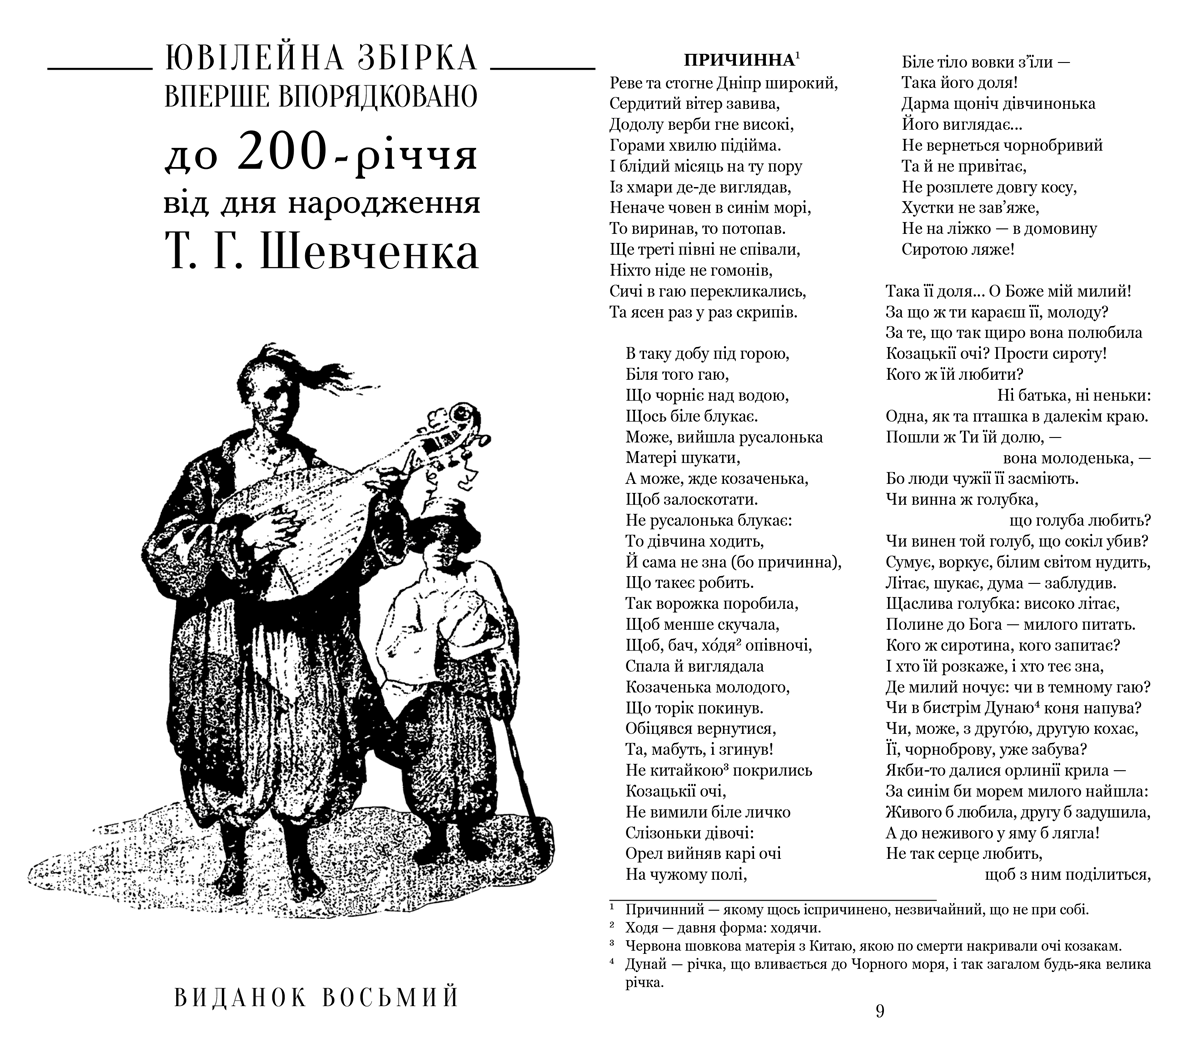 ЮВІЛЕЙНА ЗБІРКА
ВПЕРШЕ ВПОРЯДКОВАНО
до 200-річчя
від дня народження
Т. Г. Шевченка
ВИДАНОК ВОСЬМИЙ
ПРИЧИННА¹
Реве та стогне Дніпр широкий,
Сердитий вітер завива,
Додолу верби гне високі,
Горами хвилю підійма.
І блідий місяць на ту пору
Із хмари де-де виглядав,
Неначе човен в синім морі,
То виринав, то потопав.
Ще треті півні не співали,
Ніхто ніде не гомонів,
Сичі в гаю перекликались,
Та ясен раз у раз скрипів.
В таку добу під горою,
Біля того гаю,
Що чорніє над водою,
Щось біле блукає.
Може, вийшла русалонька
Матері шукати,
А може, жде козаченька,
Щоб залоскотати.
Не русалонька блукає:
То дівчина ходить,
Й сама не зна (бо причинна),
Що такеє робить.
Так ворожка поробила,
Щоб менше скучала,
Щоб, бач, хо́дя² опівночі,
Спала й виглядала
Козаченька молодого,
Що торік покинув.
Обіцявся вернутися,
Та, мабуть, і згинув!
Не китайкою³ покрились
Козацькії очі,
Не вимили біле личко
Слізоньки дівочі:
Орел вийняв карі очі
На чужому полі,
Біле тіло вовки з’їли —
Така його доля!
Дарма щоніч дівчинонька
Його виглядає...
Не вернеться чорнобривий
Та й не привітає,
Не розплете довгу косу,
Хустки не зав’яже,
Не на ліжко — в домовину
Сиротою ляже!
Така її доля... О Боже мій милий!
За що ж ти караєш її, молоду?
За те, що так щиро вона полюбила
Козацькії очі? Прости сироту!
Кого ж їй любити?
Ні батька, ні неньки:
Одна, як та пташка в далекім краю.
Пошли ж Ти їй долю, —
вона молоденька, —
Бо люди чужії її засміють.
Чи винна ж голубка,
що голуба любить?
Чи винен той голуб, що сокіл убив?
Сумує, воркує, білим світом нудить,
Літає, шукає, дума — заблудив.
Щаслива голубка: високо літає,
Полине до Бога — милого питать.
Кого ж сиротина, кого запитає?
І хто їй розкаже, і хто теє зна,
Де милий ночує: чи в темному гаю?
Чи в бистрім Дунаю⁴ коня напува?
Чи, може, з друго́ю, другую кохає,
Її, чорноброву, уже забува?
Якби-то далися орлинії крила —
За синім би морем милого найшла:
Живого б любила, другу б задушила,
А до неживого у яму б лягла!
Не так серце любить,
щоб з ним поділиться,
¹ Причинний — якому щось іспричинено, незвичайний, що не при собі.
² Ходя — давня форма: ходячи.
³ Червона шовкова матерія з Китаю, якою по смерти накривали очі козакам.
⁴ Дунай — річка, що вливається до Чорного моря, і так загалом будь-яка велика
річка.
9